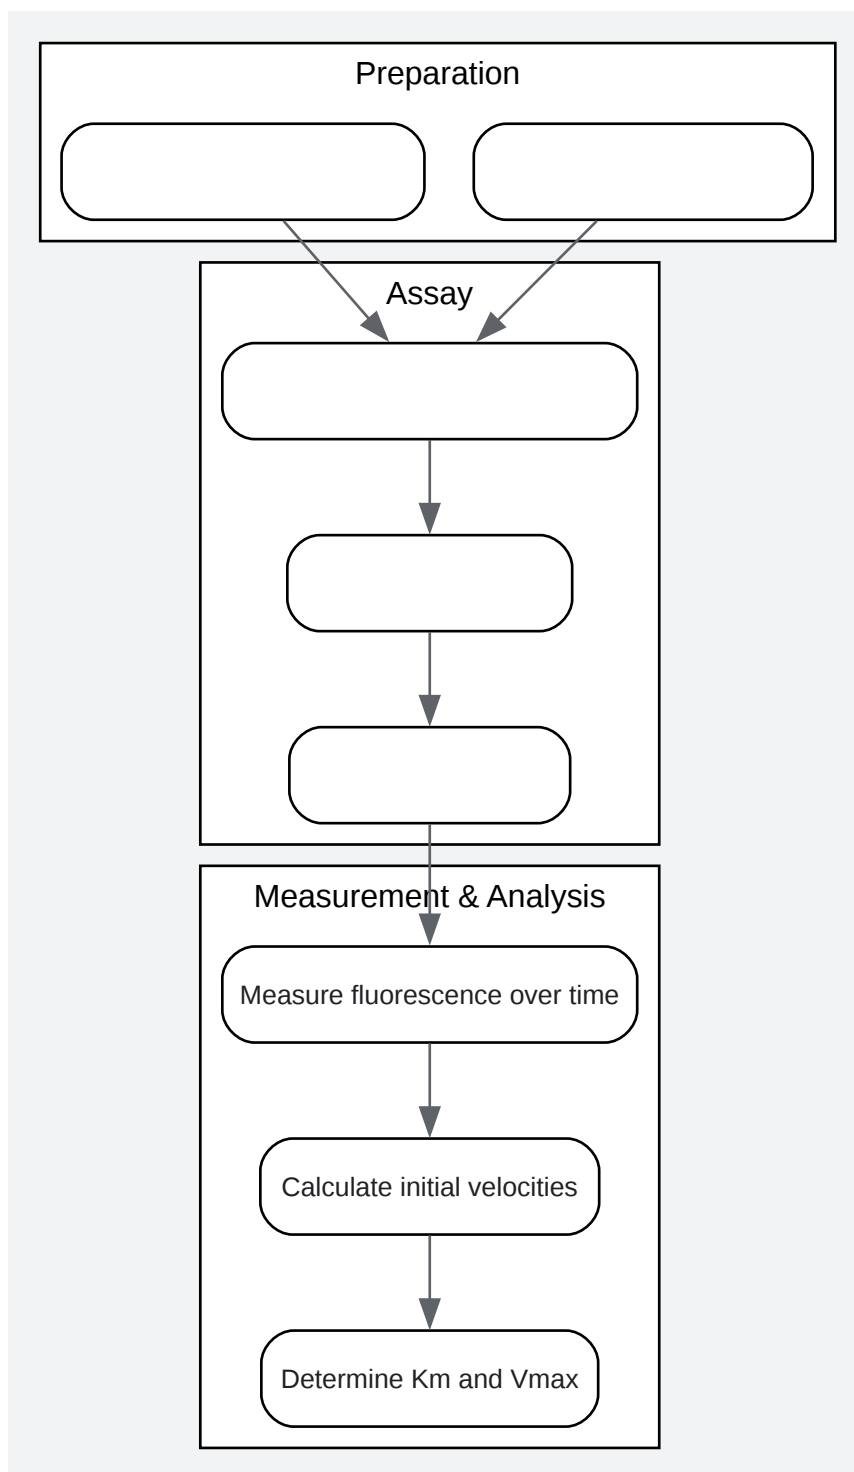 Preparation
Assay
Measurement & Analysis
Measure fluorescence over time
Calculate initial velocities
Determine Km and Vmax